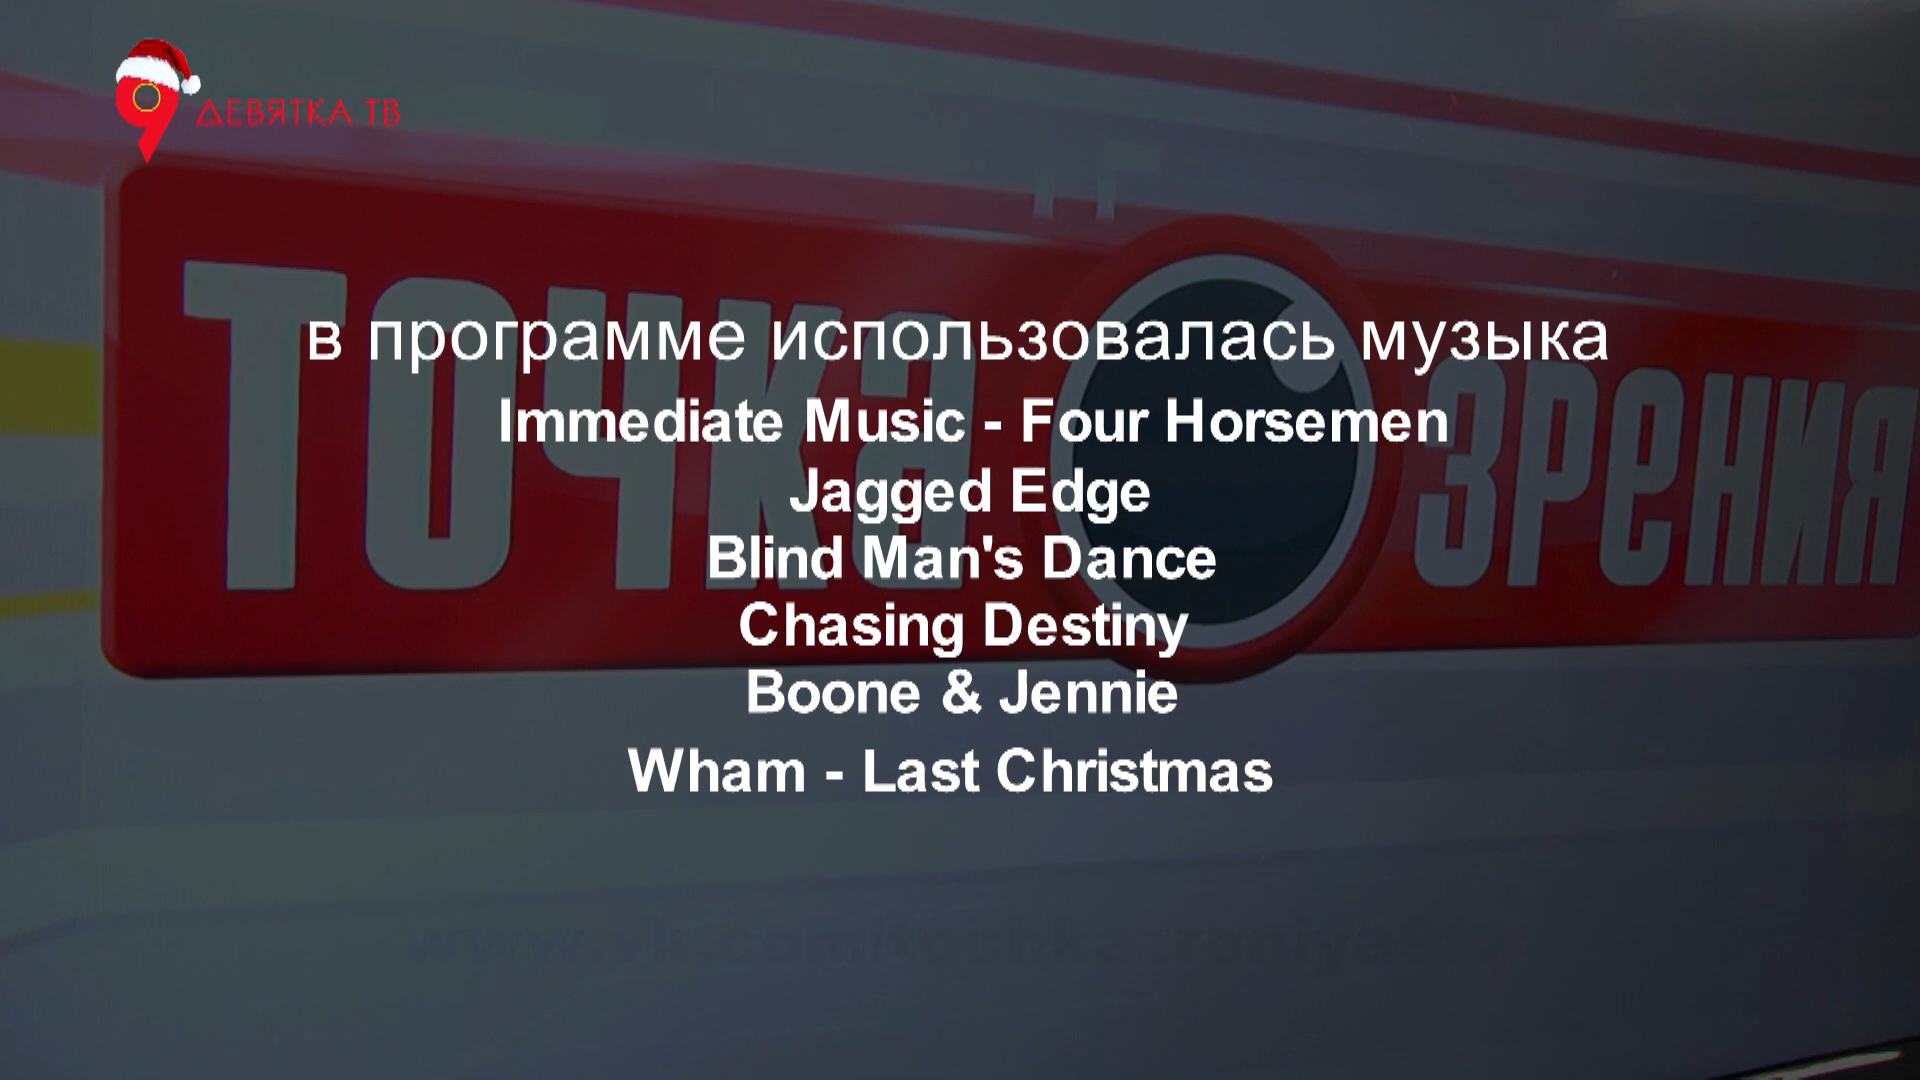 9 ДЕВЯТКА ТВ
точка зрения
в программе использовалась музыка
Immediate Music - Four Horsemen
Jagged Edge
Blind Man's Dance
Chasing Destiny
Boone & Jennie
Wham - Last Christmas